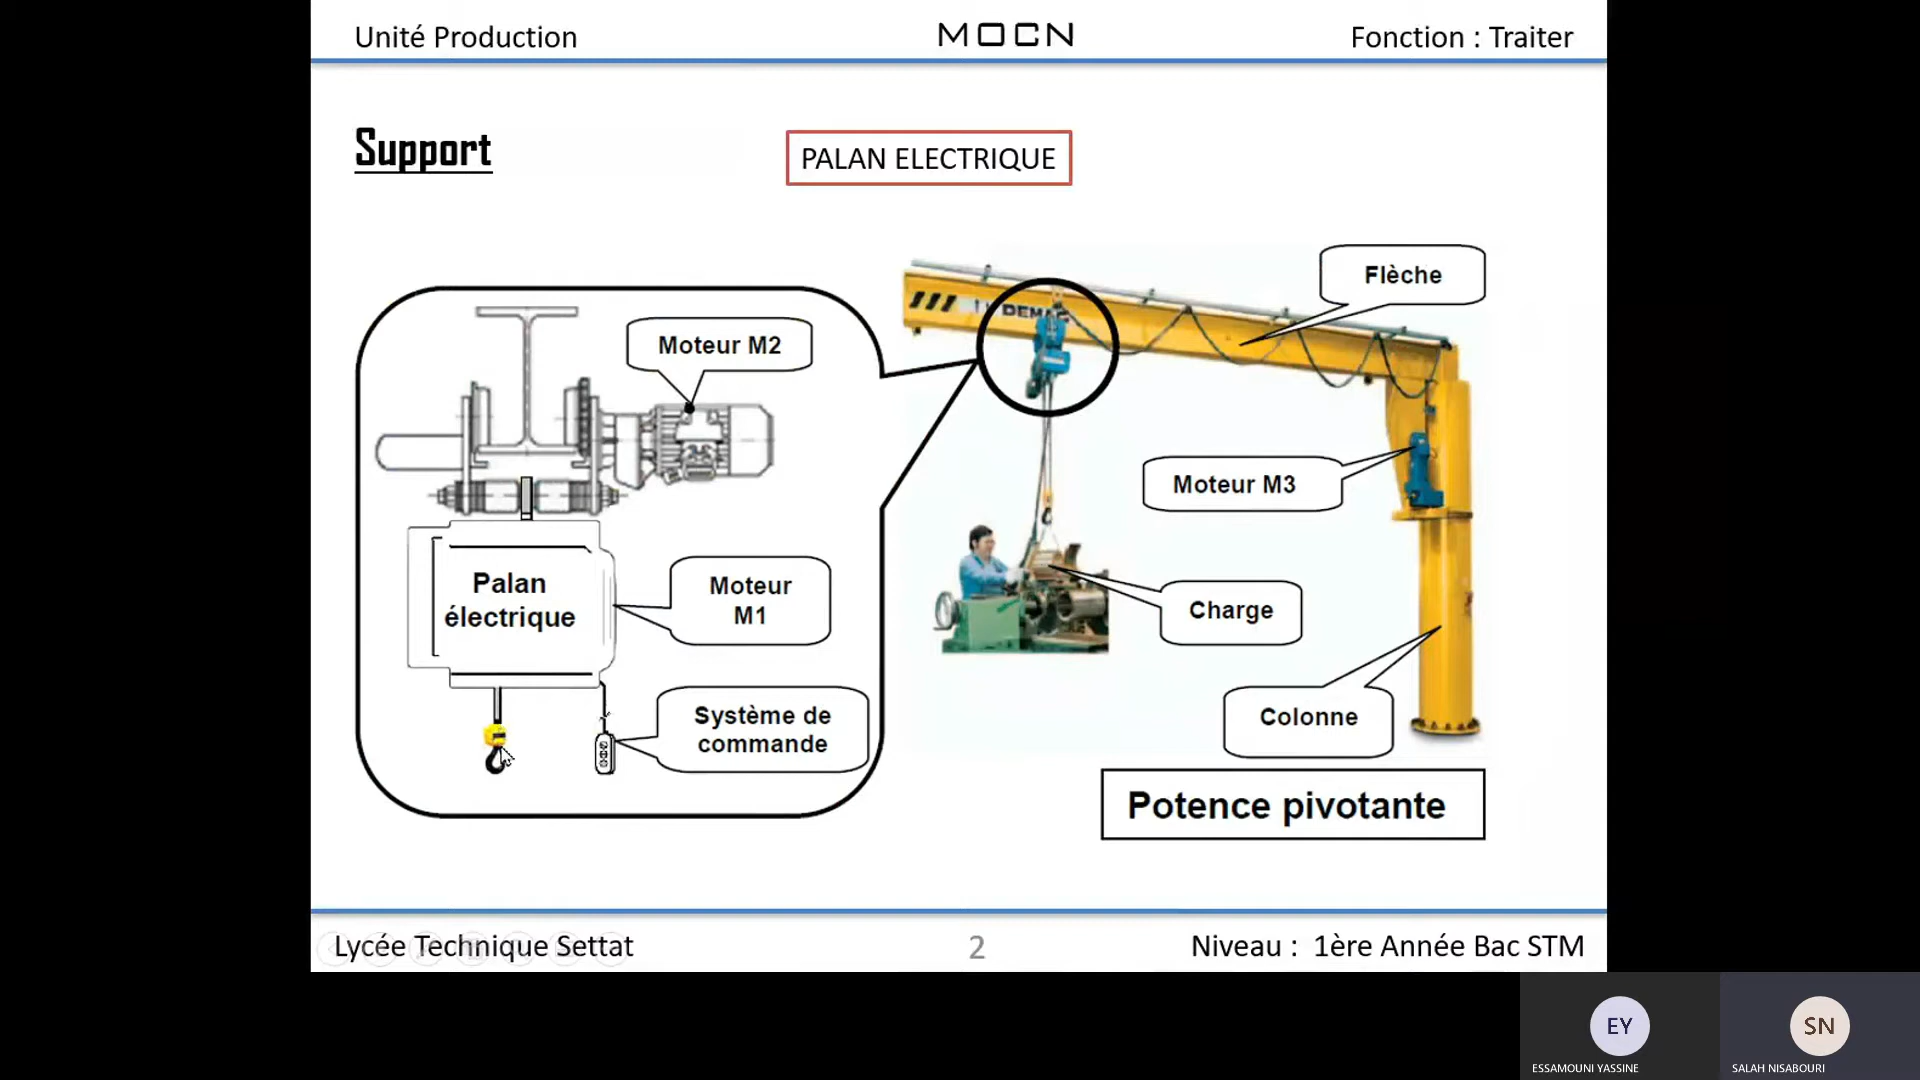 Unité Production
MOCN
Fonction : Traiter
Support
PALAN ELECTRIQUE
Flèche
DEMAG
Moteur M2
Moteur M3
Palan
électrique
Moteur
M1
Charge
Système de
commande
Colonne
Potence pivotante
Lycée Technique Settat
2
Niveau : 1ère Année Bac STM
EY
SN
ESSAMOUNI YASSINE
SALAH NISABOURI